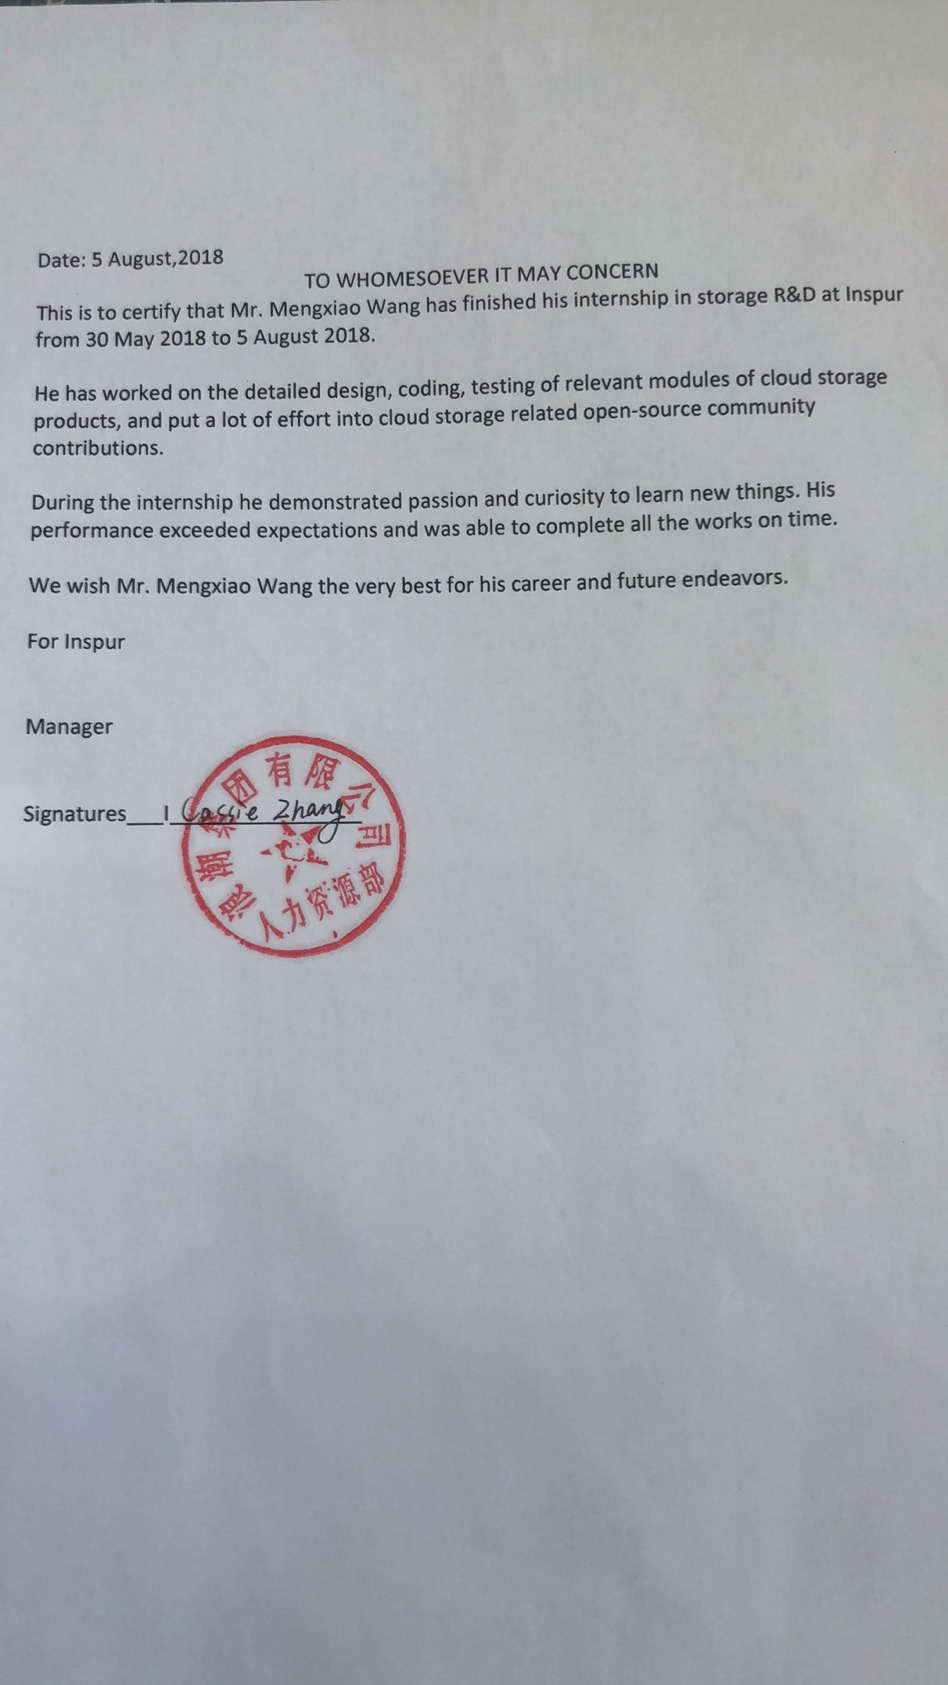 Date: 5 August,2018
TO WHOMESOEVER IT MAY CONCERN
This is to certify that Mr. Mengxiao Wang has finished his internship in storage R&D at Inspur
from 30 May 2018 to 5 August 2018.
He has worked on the detailed design, coding, testing of relevant modules of cloud storage
products, and put a lot of effort into cloud storage related open-source community
contributions.
During the internship he demonstrated passion and curiosity to learn new things. His
performance exceeded expectations and was able to complete all the works on time.
We wish Mr. Mengxiao Wang the very best for his career and future endeavors.
For Inspur
Manager
Signatures___l Cassie Zhang
浪潮集团有限公司
人力资源部